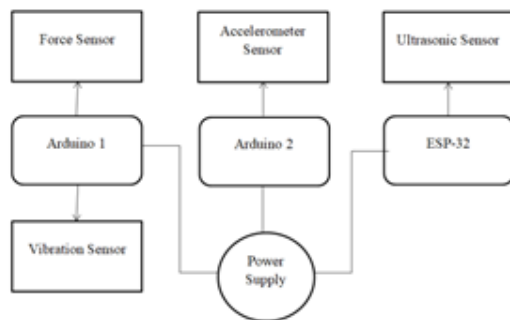 Force Sensor
Accelerometer
Sensor
Ultrasonic Sensor
Arduino 1
Arduino 2
ESP-32
Vibration Sensor
Power
Supply